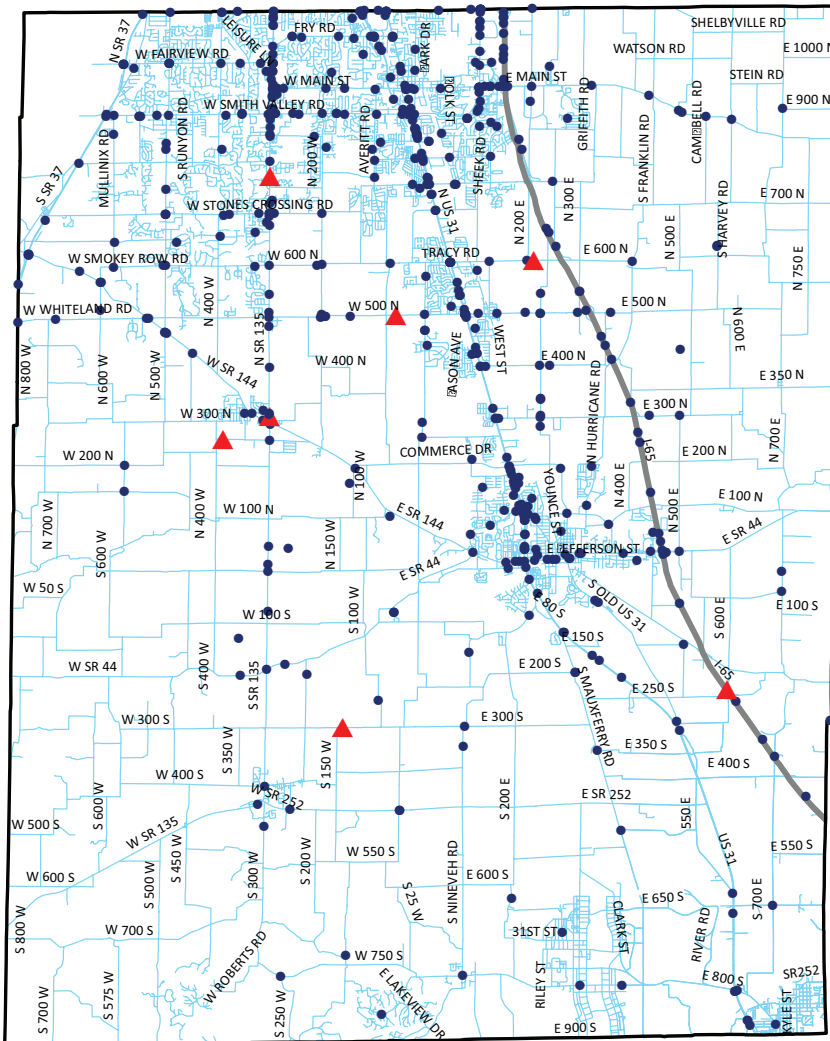 SHELBYVILLE RD
N SR 37
LEISURE LN
FRY RD
WATSON RD
E 1000 N
W FAIRVIEW RD
STEIN RD
W MAIN ST
E MAIN ST
W SMITH VALLEY RD
E 900 N
GRIFFITH RD
MULLINIX RD
S RUNYON RD
N 200 W
AVERITT RD
SHEEK RD
S FRANKLIN RD
S SR 37
E 700 N
W STONES CROSSING RD
N US 31
N 200 E
N 300 E
S HARVEY RD
N 500 E
W SMOKEY ROW RD
W 600 N
TRACY RD
E 600 N
N 750 E
N 400 W
W WHITELAND RD
W 500 N
E 500 N
N SR 135
N 600 E
WEST ST
N 800 W
N 600 W
N 500 W
W SR 144
W 400 N
E 400 N
E 350 N
N HURRICANE RD
W 300 N
E 300 N
N 700 E
COMMERCE DR
I-65
W 200 N
E 200 N
N 100 W
YOUNCE ST
N 400 E
E 100 N
N 700 W
N 400 W
W 100 N
N 150 W
E SR 144
N 500 E
E SR 44
S 600 W
E JEFFERSON ST
E SR 44
W 50 S
S OLD US 31
E 80 S
S 600 E
E 100 S
W 100 S
S 100 W
E 150 S
W SR 44
S 400 W
S SR 135
E 200 S
I-65
E 250 S
S MAUXFERRY RD
W 300 S
E 300 S
S 350 W
S 150 W
E 350 S
E 400 S
W 400 S
S 200 E
W SR 252
E SR 252
S 600 W
W 500 S
W SR 135
550 E
E 550 S
S 450 W
S 200 W
W 550 S
US 31
W 600 S
S 500 W
S 300 W
S NINEVEH RD
E 600 S
S 25 W
E 650 S
S 700 E
S 800 W
W 700 S
31ST ST
CLARK ST
RIVER RD
W ROBERTS RD
W 750 S
RILEY ST
E 800 S
SR252
S 700 W
S 575 W
S 250 W
E LAKEVIEW DR
E 900 S
KYLE ST